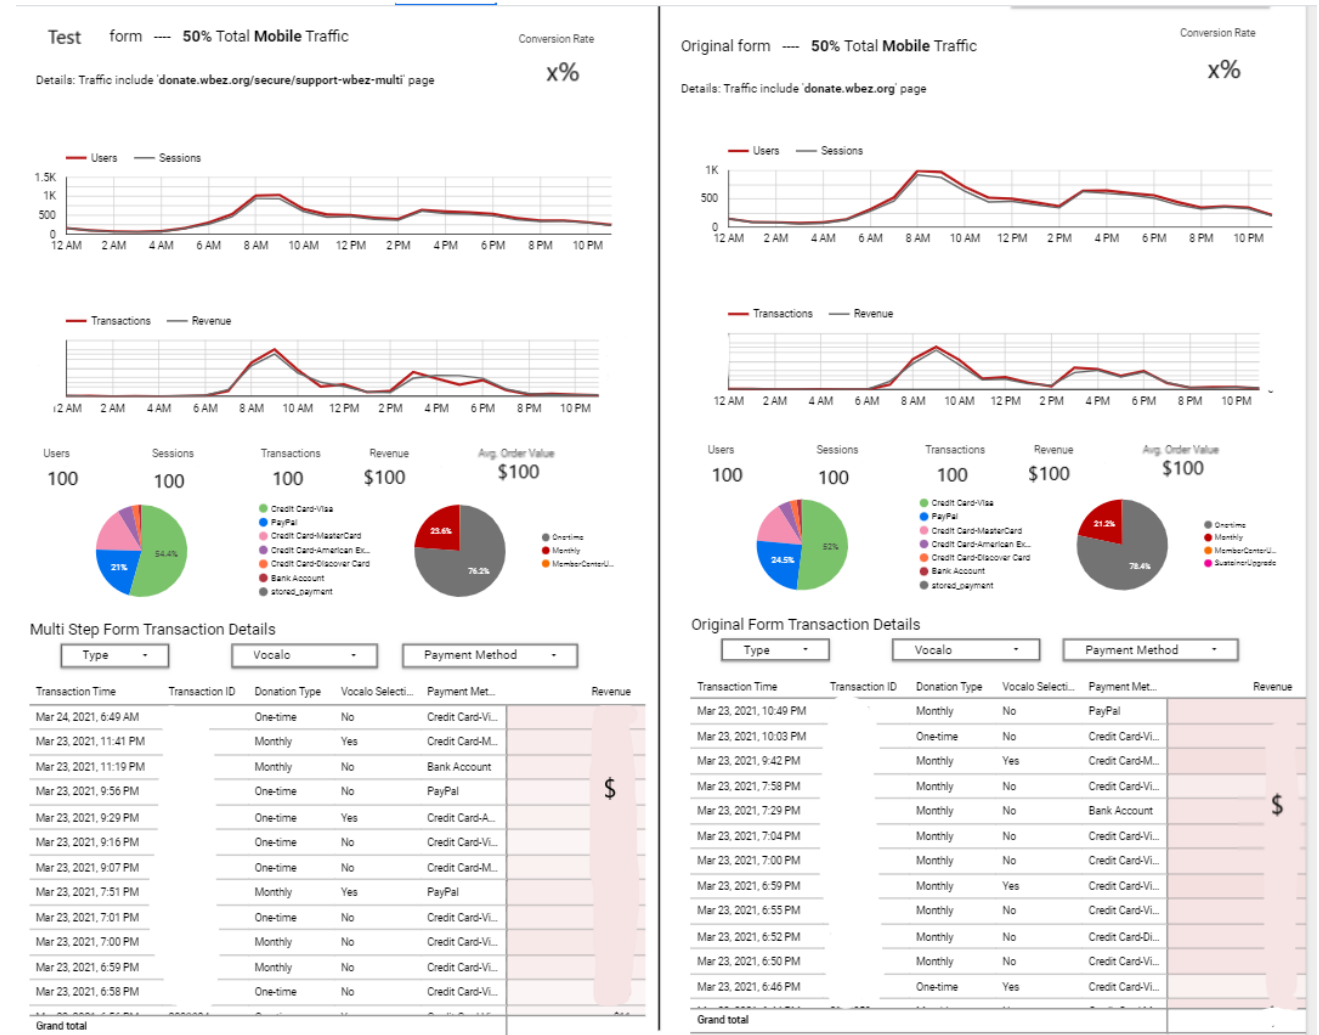 Test form ---- 50% Total Mobile Traffic
Conversion Rate
Details: Traffic include 'donate.wbez.org/secure/support-wbez-multi' page
x%
Users Sessions
1.5K
1K
500
0
12 AM 2 AM 4 AM 6 AM 8 AM 10 AM 12 PM 2 PM 4 PM 6 PM 8 PM 10 PM
Transactions Revenue
12 AM 2 AM 4 AM 6 AM 8 AM 10 AM 12 PM 2 PM 4 PM 6 PM 8 PM 10 PM
Users Sessions Transactions Revenue Avg. Order Value
100 100 100 $100 $100
Credit Card-Visa
PayPal
Credit Card-MasterCard
Credit Card-American Ex...
Credit Card-Discover Card
Bank Account
stored_payment
54.4%
21%
23.6%
76.2%
One-time
Monthly
MemberCenterU...
Multi Step Form Transaction Details
Type Vocalo Payment Method
Transaction Time Transaction ID Donation Type Vocalo Selecti... Payment Met... Revenue
Mar 24, 2021, 6:49 AM One-time No Credit Card-Vi...
Mar 23, 2021, 11:41 PM Monthly Yes Credit Card-M...
Mar 23, 2021, 11:19 PM Monthly No Bank Account
Mar 23, 2021, 9:56 PM One-time No PayPal
$
Mar 23, 2021, 9:29 PM One-time Yes Credit Card-A...
Mar 23, 2021, 9:16 PM One-time No Credit Card-Vi...
Mar 23, 2021, 9:07 PM One-time No Credit Card-M...
Mar 23, 2021, 7:51 PM Monthly Yes PayPal
Mar 23, 2021, 7:01 PM One-time No Credit Card-Vi...
Mar 23, 2021, 7:00 PM Monthly No Credit Card-Vi...
Mar 23, 2021, 6:59 PM Monthly No Credit Card-Vi...
Mar 23, 2021, 6:58 PM One-time No Credit Card-Vi...
Grand total
Original form ---- 50% Total Mobile Traffic
Conversion Rate
Details: Traffic include 'donate.wbez.org' page
x%
Users Sessions
1K
500
0
12 AM 2 AM 4 AM 6 AM 8 AM 10 AM 12 PM 2 PM 4 PM 6 PM 8 PM 10 PM
Transactions Revenue
12 AM 2 AM 4 AM 6 AM 8 AM 10 AM 12 PM 2 PM 4 PM 6 PM 8 PM 10 PM
Users Sessions Transactions Revenue Avg. Order Value
100 100 100 $100 $100
Credit Card-Visa
PayPal
Credit Card-MasterCard
Credit Card-American Ex...
Credit Card-Discover Card
Bank Account
stored_payment
52%
24.5%
21.2%
78.4%
One-time
Monthly
MemberCenterU...
SustainerUpgrade
Original Form Transaction Details
Type Vocalo Payment Method
Transaction Time Transaction ID Donation Type Vocalo Selecti... Payment Met... Revenue
Mar 23, 2021, 10:49 PM Monthly No PayPal
Mar 23, 2021, 10:03 PM One-time No Credit Card-Vi...
Mar 23, 2021, 9:42 PM Monthly Yes Credit Card-M...
Mar 23, 2021, 7:58 PM Monthly No Credit Card-Vi...
$
Mar 23, 2021, 7:29 PM Monthly No Bank Account
Mar 23, 2021, 7:04 PM Monthly No Credit Card-Vi...
Mar 23, 2021, 7:00 PM Monthly No Credit Card-Vi...
Mar 23, 2021, 6:59 PM Monthly Yes Credit Card-Vi...
Mar 23, 2021, 6:55 PM Monthly No Credit Card-Vi...
Mar 23, 2021, 6:52 PM Monthly No Credit Card-Di...
Mar 23, 2021, 6:50 PM Monthly No Credit Card-Vi...
Mar 23, 2021, 6:46 PM One-time Yes Credit Card-Vi...
Grand total